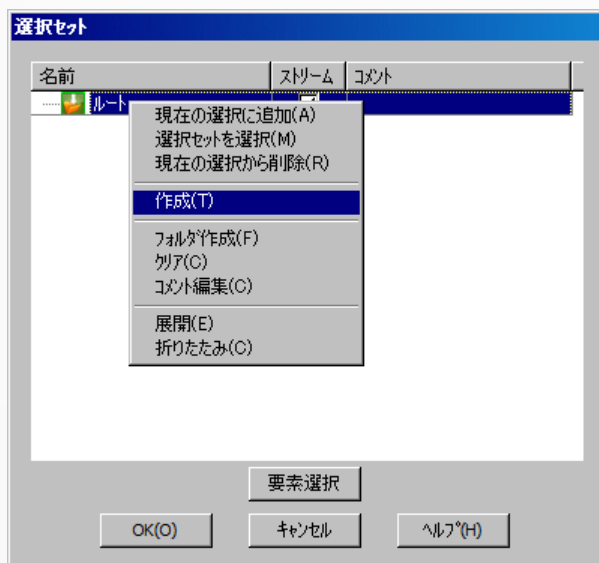 選択ｾｯﾄ
名前 ｽﾄﾘｰﾑ ｺﾒﾝﾄ
ﾙｰﾄ
現在の選択に追加(A)
選択ｾｯﾄを選択(M)
現在の選択から削除(R)
作成(T)
ﾌｫﾙﾀﾞ作成(F)
ｸﾘｱ(C)
ｺﾒﾝﾄ編集(C)
展開(E)
折りたたみ(C)
要素選択
OK(O) ｷｬﾝｾﾙ ﾍﾙﾌﾟ(H)